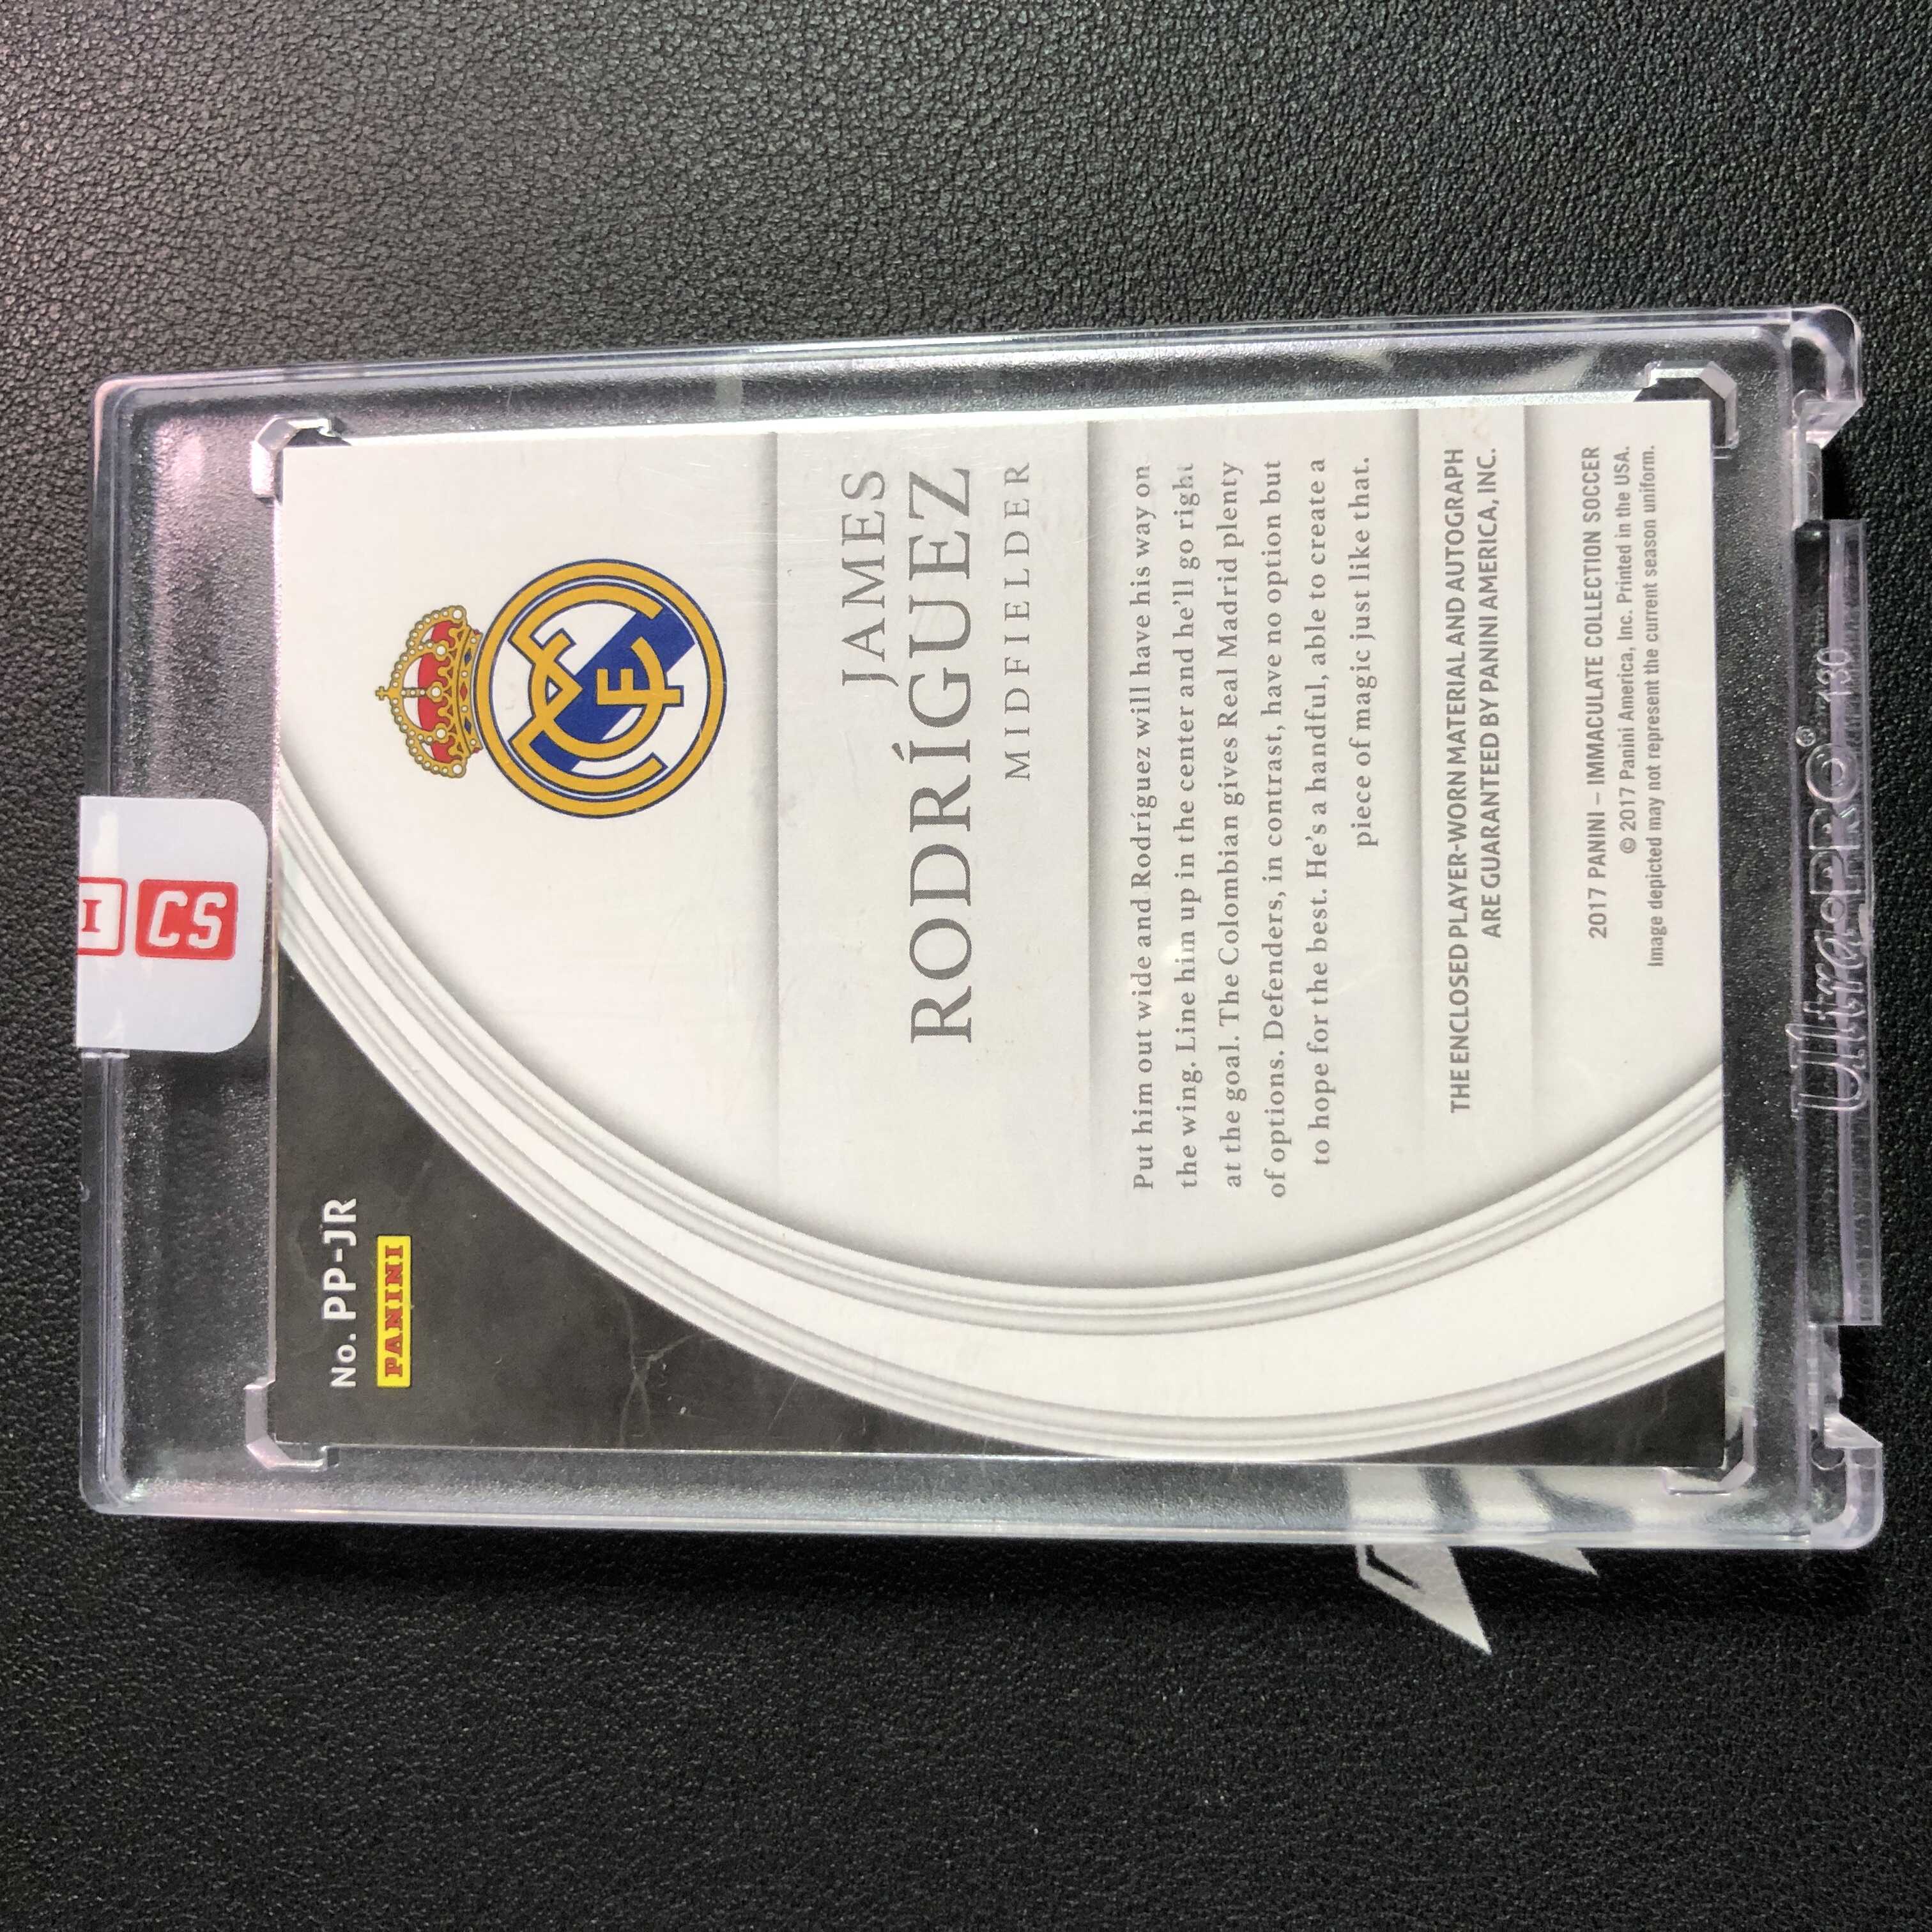 No. PP-JR
PANINI
I CS
JAMES
RODRÍGUEZ
MIDFIELDER
Put him out wide and Rodríguez will have his way on
the wing. Line him up in the center and he'll go right
at the goal. The Colombian gives Real Madrid plenty
of options. Defenders, in contrast, have no option but
to hope for the best. He's a handful, able to create a
piece of magic just like that.
THE ENCLOSED PLAYER-WORN MATERIAL AND AUTOGRAPH
ARE GUARANTEED BY PANINI AMERICA, INC.
2017 PANINI – IMMACULATE COLLECTION SOCCER
© 2017 Panini America, Inc. Printed in the USA.
Image depicted may not represent the current season uniform.
Ultra•PRO® 130